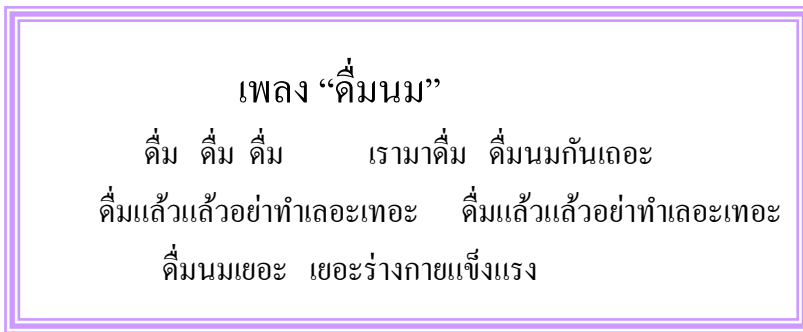 เพลง “ดื่มนม”
ดื่ม ดื่ม ดื่ม เรามาดื่ม ดื่มนมกันเถอะ
ดื่มแล้วแล้วอย่าทำเลอะเทอะ ดื่มแล้วแล้วอย่าทำเลอะเทอะ
ดื่มนมเยอะ เยอะร่างกายแข็งแรง